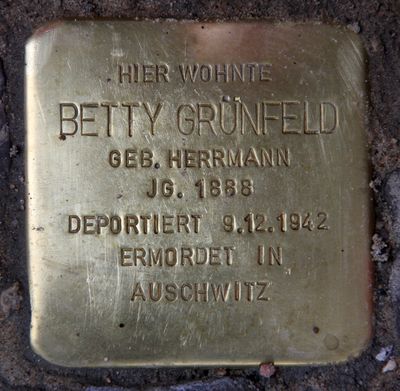 HIER WOHNTE
BETTY GRÜNFELD
GEB. HERRMANN
JG. 1888
DEPORTIERT 9.12.1942
ERMORDET IN
AUSCHWITZ